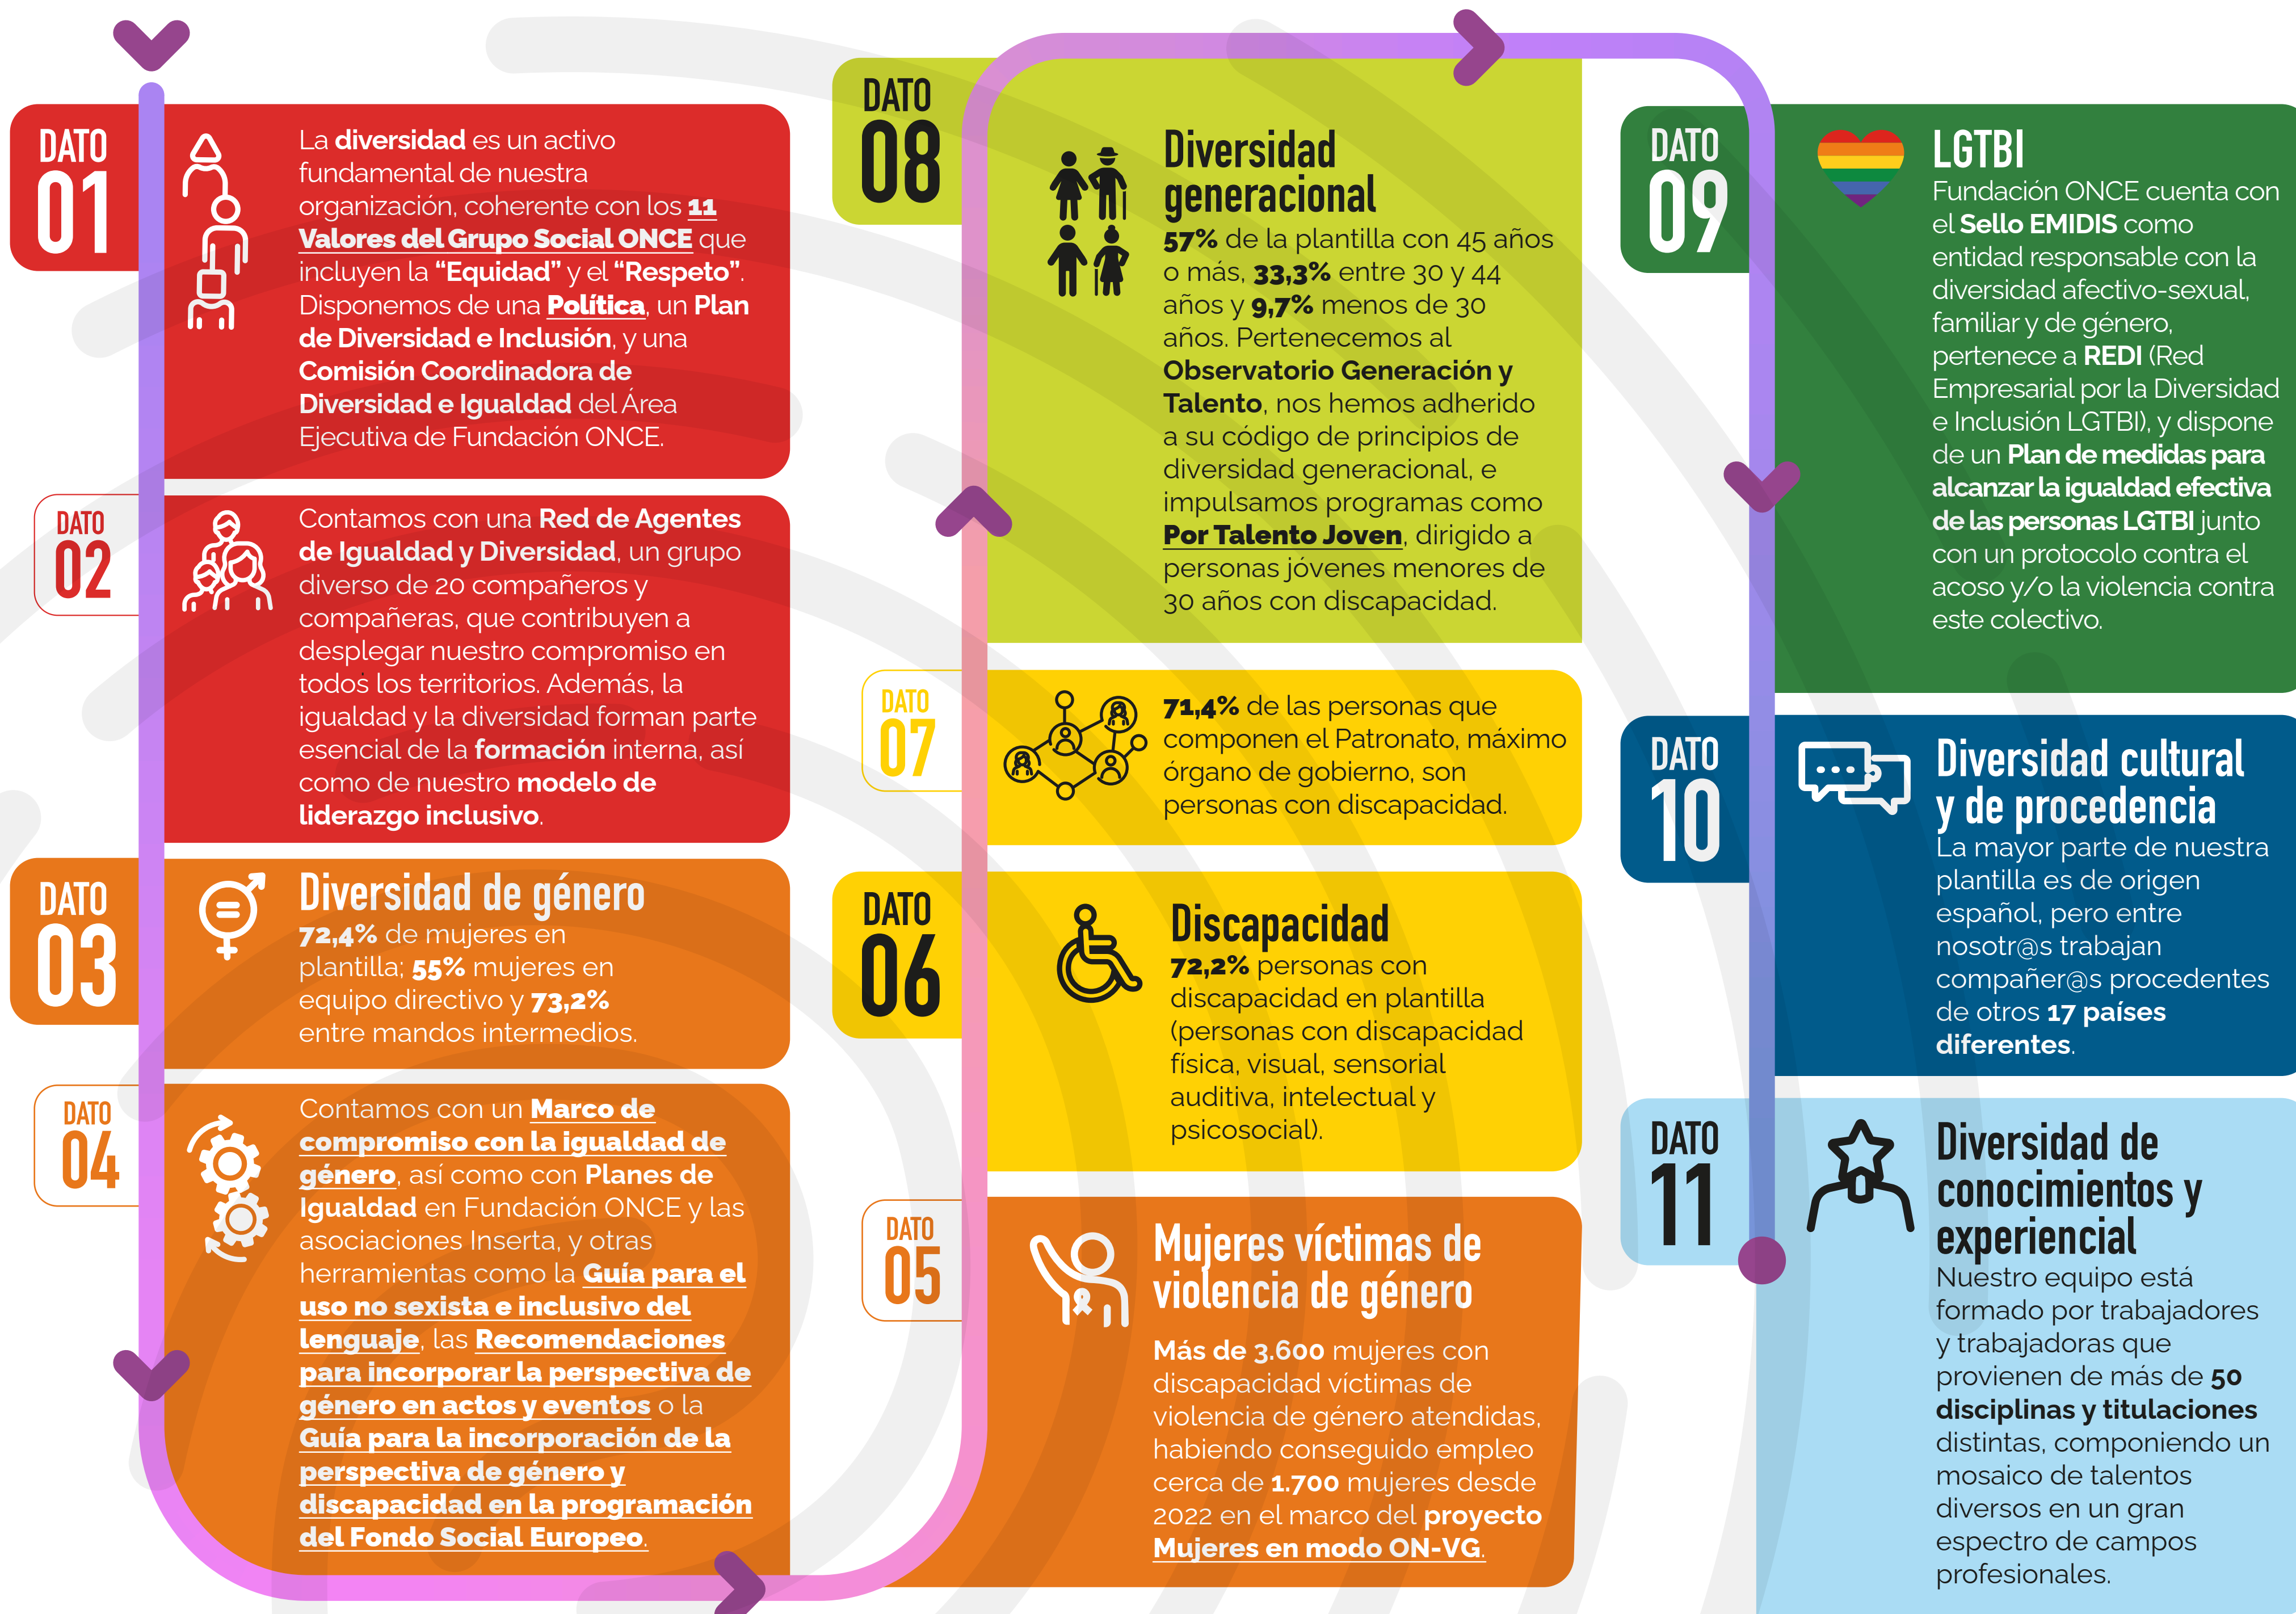 DATO
01
La diversidad es un activo
fundamental de nuestra
organización, coherente con los 11
Valores del Grupo Social ONCE que
incluyen la “Equidad” y el “Respeto”.
Disponemos de una Política, un Plan
de Diversidad e Inclusión, y una
Comisión Coordinadora de
Diversidad e Igualdad del Área
Ejecutiva de Fundación ONCE.
DATO
02
Contamos con una Red de Agentes
de Igualdad y Diversidad, un grupo
diverso de 20 compañeros y
compañeras, que contribuyen a
desplegar nuestro compromiso en
todos los territorios. Además, la
igualdad y la diversidad forman parte
esencial de la formación interna, así
como de nuestro modelo de
liderazgo inclusivo.
DATO
03
Diversidad de género
72,4% de mujeres en
plantilla; 55% mujeres en
equipo directivo y 73,2%
entre mandos intermedios.
DATO
04
Contamos con un Marco de
compromiso con la igualdad de
género, así como con Planes de
Igualdad en Fundación ONCE y las
asociaciones Inserta, y otras
herramientas como la Guía para el
uso no sexista e inclusivo del
lenguaje, las Recomendaciones
para incorporar la perspectiva de
género en actos y eventos o la
Guía para la incorporación de la
perspectiva de género y
discapacidad en la programación
del Fondo Social Europeo.
DATO
05
Mujeres víctimas de
violencia de género
Más de 3.600 mujeres con
discapacidad víctimas de
violencia de género atendidas,
habiendo conseguido empleo
cerca de 1.700 mujeres desde
2022 en el marco del proyecto
Mujeres en modo ON-VG.
DATO
06
Discapacidad
72,2% personas con
discapacidad en plantilla
(personas con discapacidad
física, visual, sensorial
auditiva, intelectual y
psicosocial).
DATO
07
71,4% de las personas que
componen el Patronato, máximo
órgano de gobierno, son
personas con discapacidad.
DATO
08
Diversidad
generacional
57% de la plantilla con 45 años
o más, 33,3% entre 30 y 44
años y 9,7% menos de 30
años. Pertenecemos al
Observatorio Generación y
Talento, nos hemos adherido
a su código de principios de
diversidad generacional, e
impulsamos programas como
Por Talento Joven, dirigido a
personas jóvenes menores de
30 años con discapacidad.
DATO
09
LGTBI
Fundación ONCE cuenta con
el Sello EMIDIS como
entidad responsable con la
diversidad afectivo-sexual,
familiar y de género,
pertenece a REDI (Red
Empresarial por la Diversidad
e Inclusión LGTBI), y dispone
de un Plan de medidas para
alcanzar la igualdad efectiva
de las personas LGTBI junto
con un protocolo contra el
acoso y/o la violencia contra
este colectivo.
DATO
10
Diversidad cultural
y de procedencia
La mayor parte de nuestra
plantilla es de origen
español, pero entre
nosotr@s trabajan
compañer@s procedentes
de otros 17 países
diferentes.
DATO
11
Diversidad de
conocimientos y
experiencial
Nuestro equipo está
formado por trabajadores
y trabajadoras que
provienen de más de 50
disciplinas y titulaciones
distintas, componiendo un
mosaico de talentos
diversos en un gran
espectro de campos
profesionales.